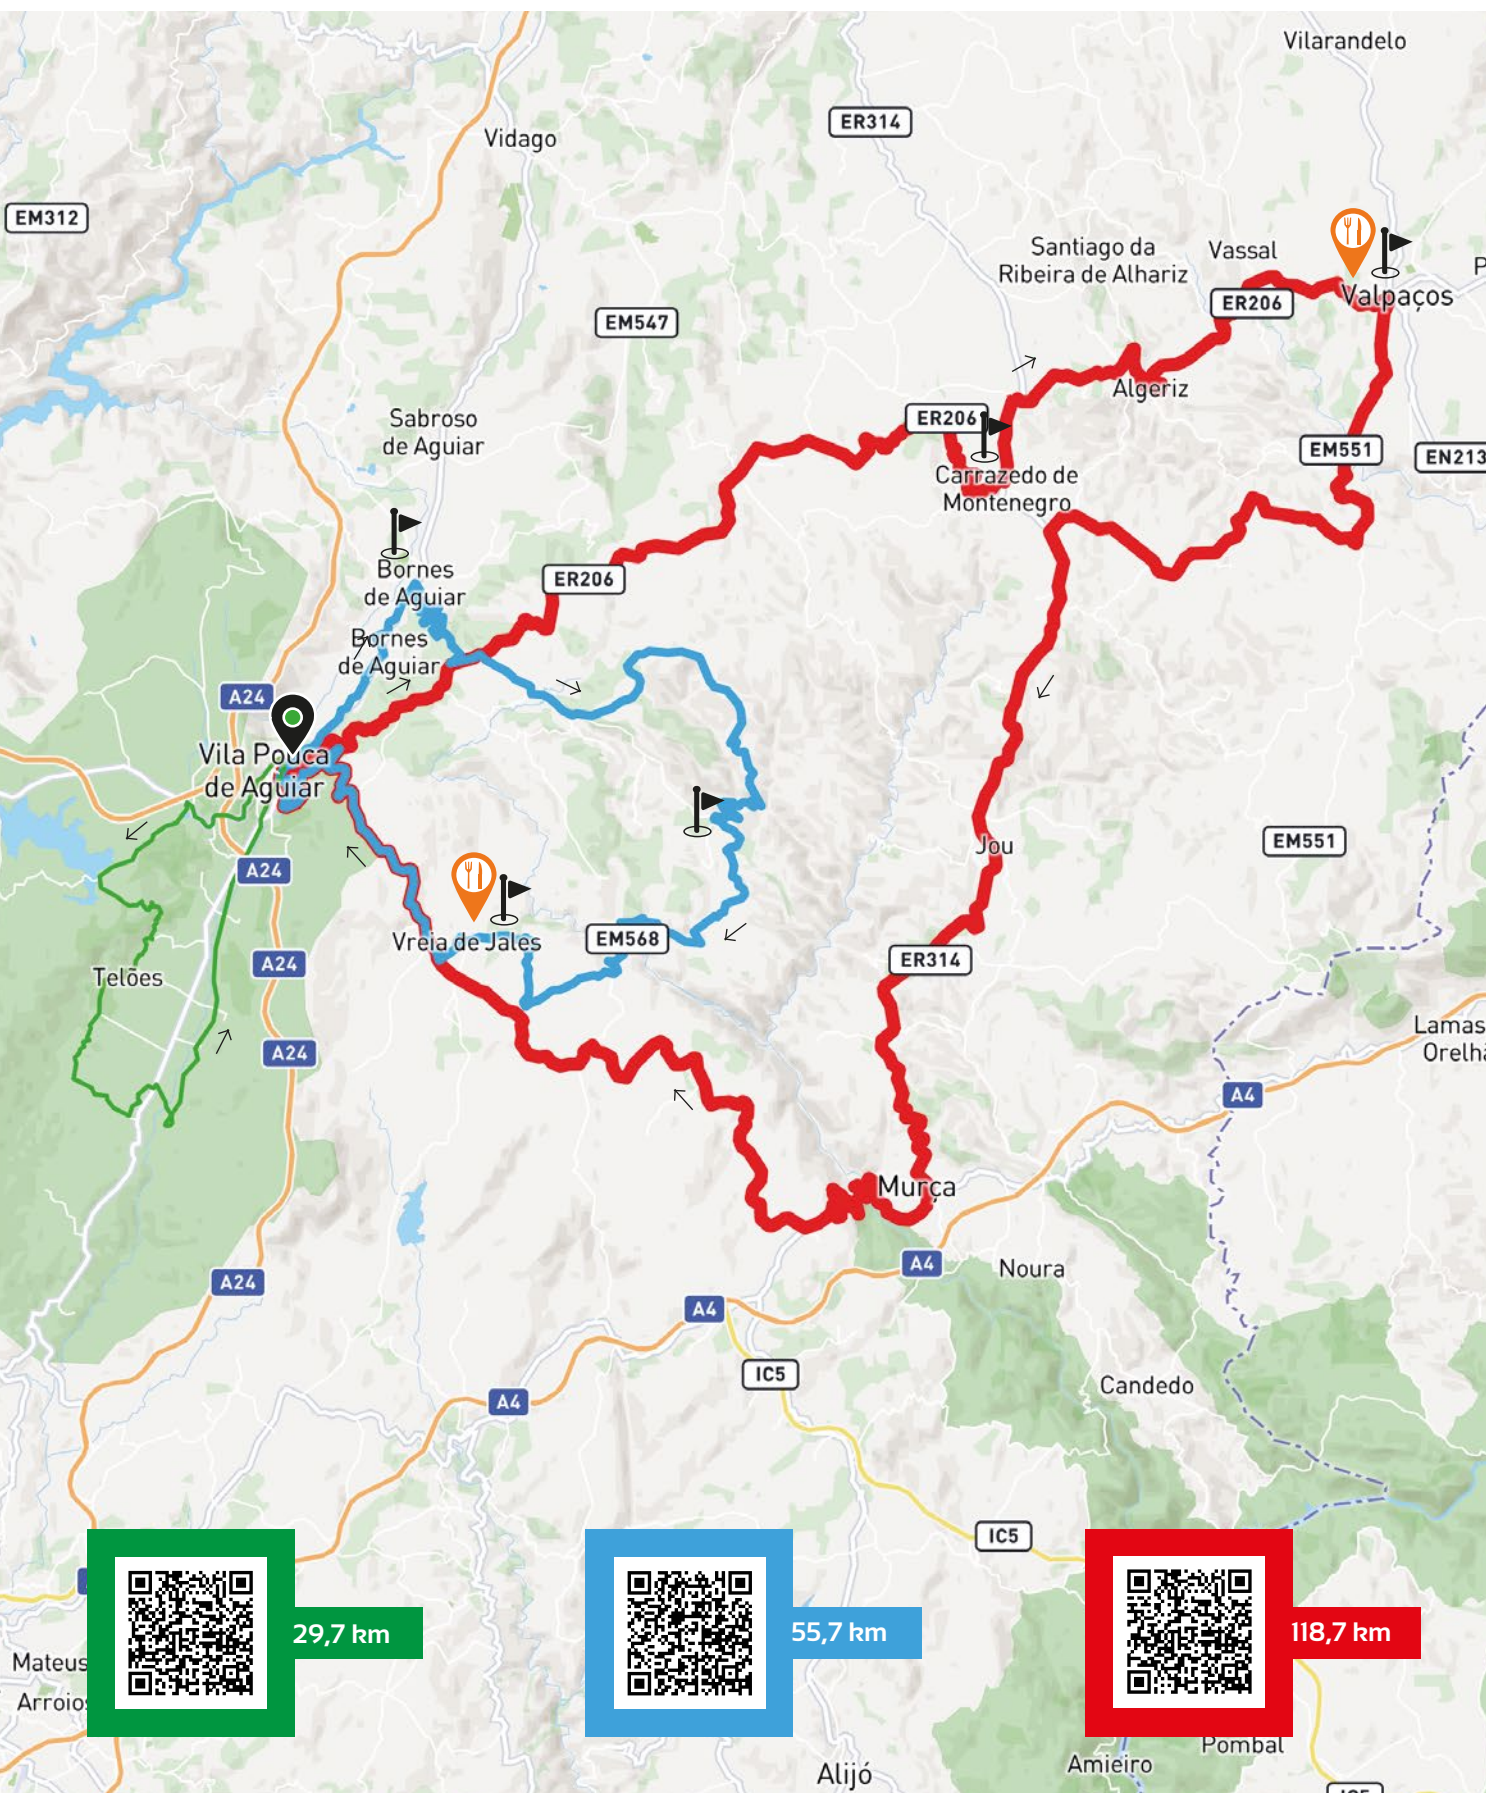 Vilarandelo
ER314
Vidago
EM312
Santiago da
Ribeira de Alhariz
Vassal
ER206
Valpaços
EM547
Algeriz
Sabroso
de Aguiar
ER206
EM551
EN213
Carrazedo de
Montenegro
Bornes
de Aguiar
ER206
Bornes
de Aguiar
A24
Vila Pouca
de Aguiar
Jou
EM551
A24
Vreia de Jales
EM568
ER314
A24
Telões
Lamas
Orelhã
A24
A4
Murça
A4
Noura
A24
A4
IC5
Candedo
A4
IC5
29,7 km
55,7 km
118,7 km
Mateus
Arroios
Pombal
Amieiro
Alijó
IC5